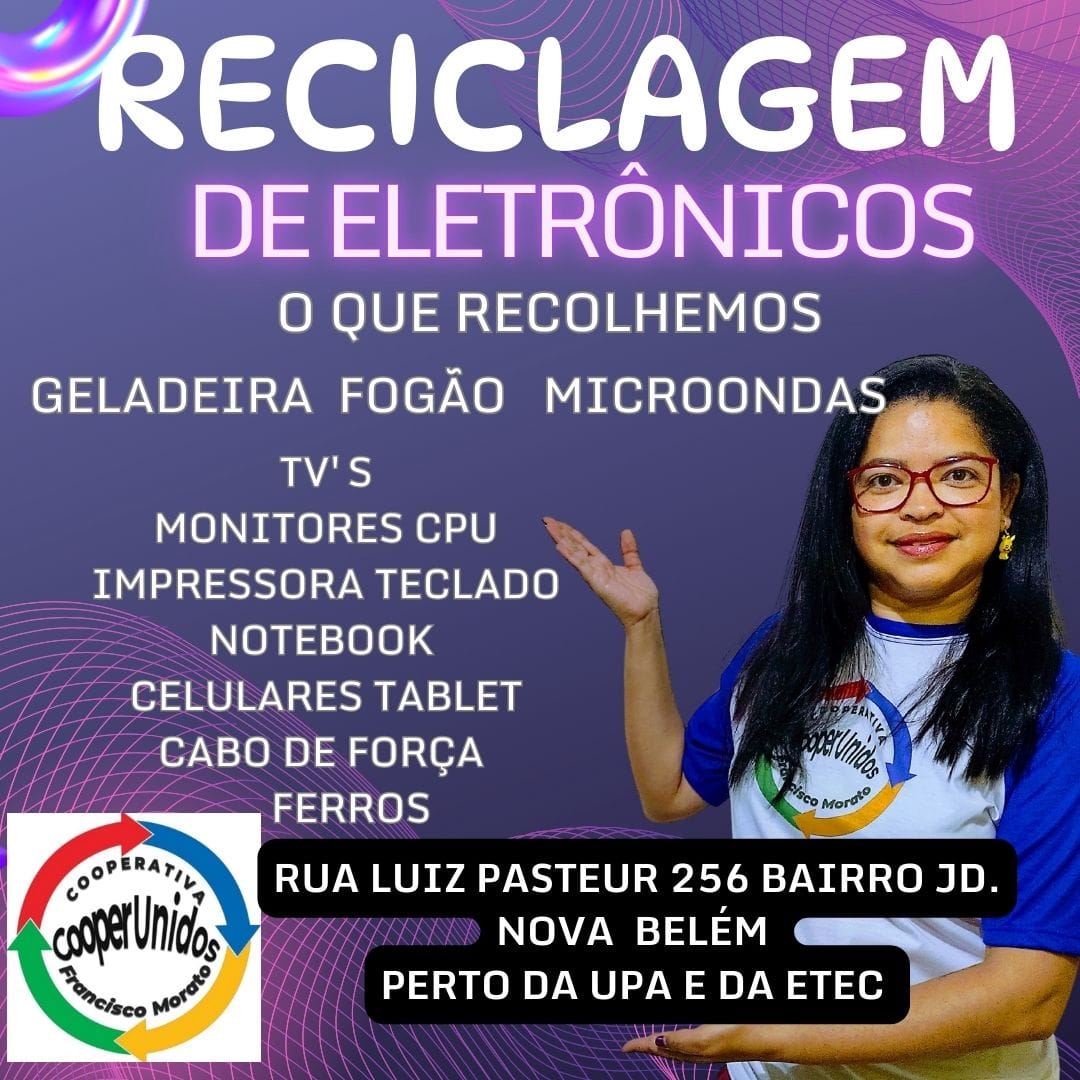 RECICLAGEM
DE ELETRÔNICOS
O QUE RECOLHEMOS
GELADEIRA FOGÃO MICROONDAS
TV' S
MONITORES CPU
IMPRESSORA TECLADO
NOTEBOOK
CELULARES TABLET
CABO DE FORÇA
FERROS
COOPERATIVA
CooperUnidos
Francisco Morato
COOPERATIVA
CooperUnidos
Francisco Morato
RUA LUIZ PASTEUR 256 BAIRRO JD.
NOVA BELÉM
PERTO DA UPA E DA ETEC